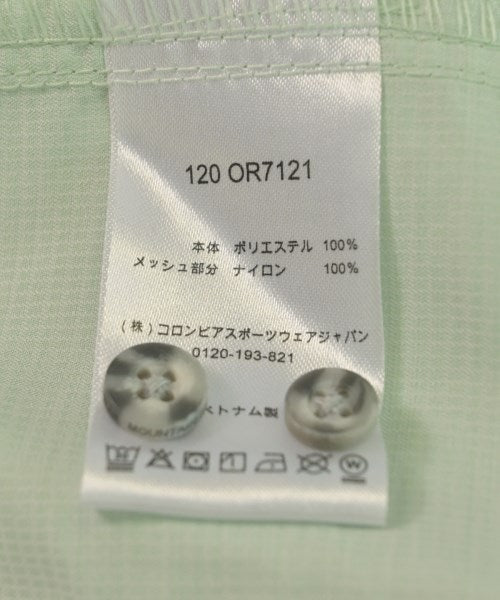 120 OR7121
本体 ポリエステル 100%
メッシュ部分 ナイロン 100%
(株)コロンビアスポーツウェアジャパン
0120-193-821
ストナム製
MOUNTA